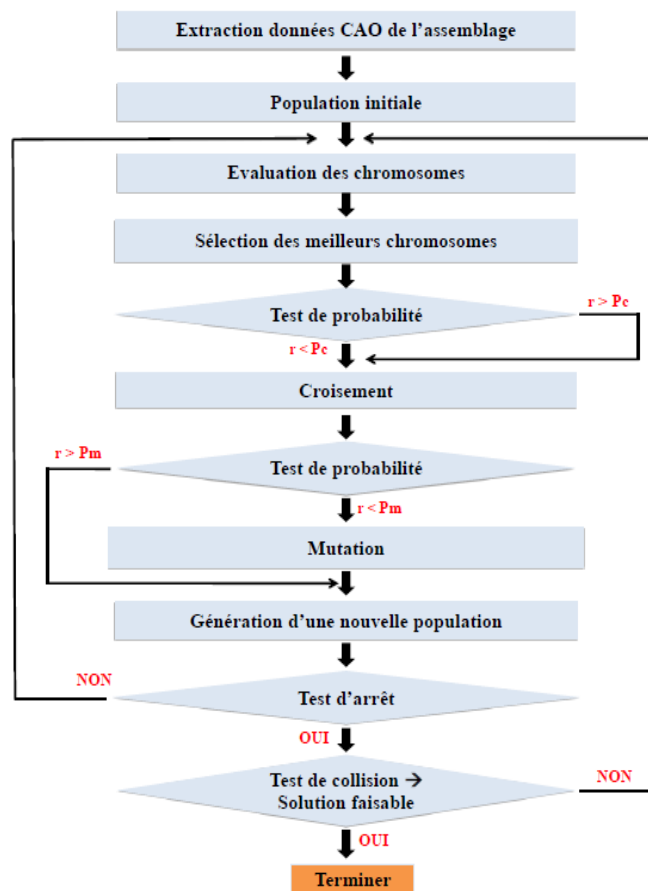 Extraction données CAO de l'assemblage
Population initiale
Evaluation des chromosomes
Sélection des meilleurs chromosomes
Test de probabilité
r > Pc
r < Pc
Croisement
r > Pm
Test de probabilité
r < Pm
Mutation
Génération d'une nouvelle population
NON
Test d'arrêt
OUI
Test de collision →
Solution faisable
NON
OUI
Terminer